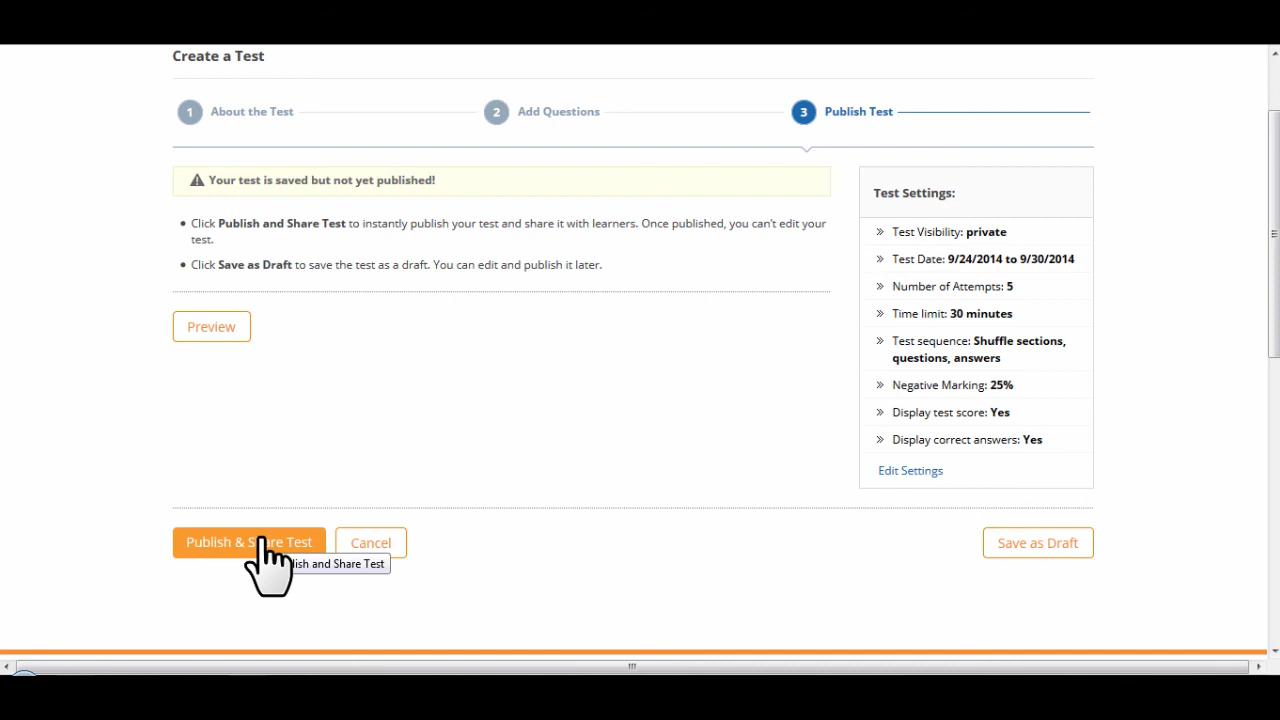 Create a Test
1 About the Test
2 Add Questions
3 Publish Test
Your test is saved but not yet published!
Click Publish and Share Test to instantly publish your test and share it with learners. Once published, you can't edit your
test.
Click Save as Draft to save the test as a draft. You can edit and publish it later.
Preview
Test Settings:
Test Visibility: private
Test Date: 9/24/2014 to 9/30/2014
Number of Attempts: 5
Time limit: 30 minutes
Test sequence: Shuffle sections,
questions, answers
Negative Marking: 25%
Display test score: Yes
Display correct answers: Yes
Edit Settings
Publish & Share Test
Cancel
Save as Draft
lish and Share Test